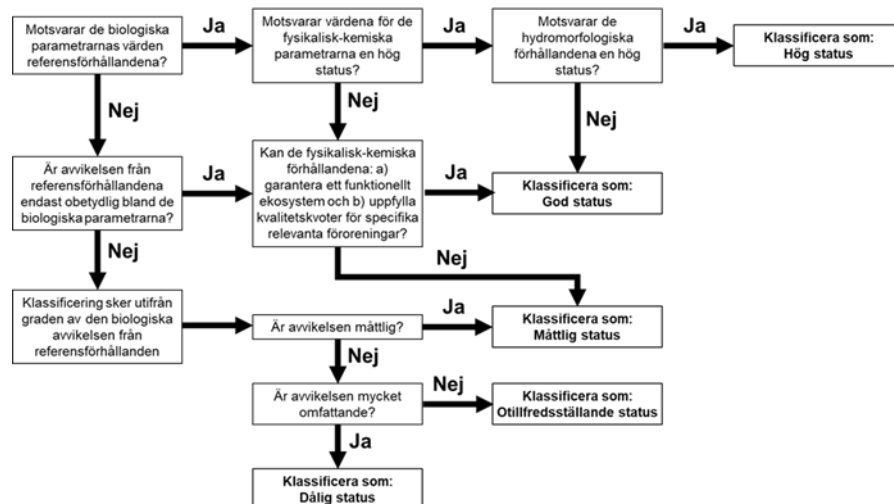 Motsvarar de biologiska
parametrarnas värden
referensförhållandena?
Ja
Motsvarar värdena för de
fysikalisk-kemiska
parametrarna en hög
status?
Ja
Motsvarar de
hydromorfologiska
förhållandena en hög
status?
Ja
Klassificera som:
Hög status
Nej
Nej
Nej
Är avvikelsen från
referensförhållandena
endast obetydlig bland de
biologiska parametrarna?
Ja
Kan de fysikalisk-kemiska
förhållandena: a)
garantera ett funktionellt
ekosystem och b) uppfylla
kvalitetskvoter för specifika
relevanta föroreningar?
Ja
Klassificera som:
God status
Nej
Nej
Klassificering sker utifrån
graden av den biologiska
avvikelsen från
referensförhållanden
Är avvikelsen måttlig?
Ja
Klassificera som:
Måttlig status
Nej
Är avvikelsen mycket
omfattande?
Nej
Klassificera som:
Otillfredsställande status
Ja
Klassificera som:
Dålig status